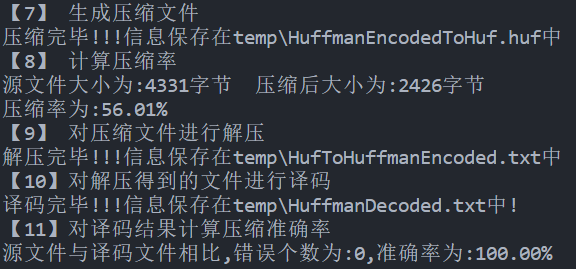 【7】 生成压缩文件
压缩完毕!!!信息保存在temp\HuffmanEncodedToHuf.huf中
【8】 计算压缩率
源文件大小为:4331字节  压缩后大小为:2426字节
压缩率为:56.01%
【9】 对压缩文件进行解压
解压完毕!!!信息保存在temp\HufToHuffmanEncoded.txt中
【10】对解压得到的文件进行译码
译码完毕!!!信息保存在temp\HuffmanDecoded.txt中!
【11】对译码结果计算压缩准确率
源文件与译码文件相比,错误个数为:0,准确率为:100.00%